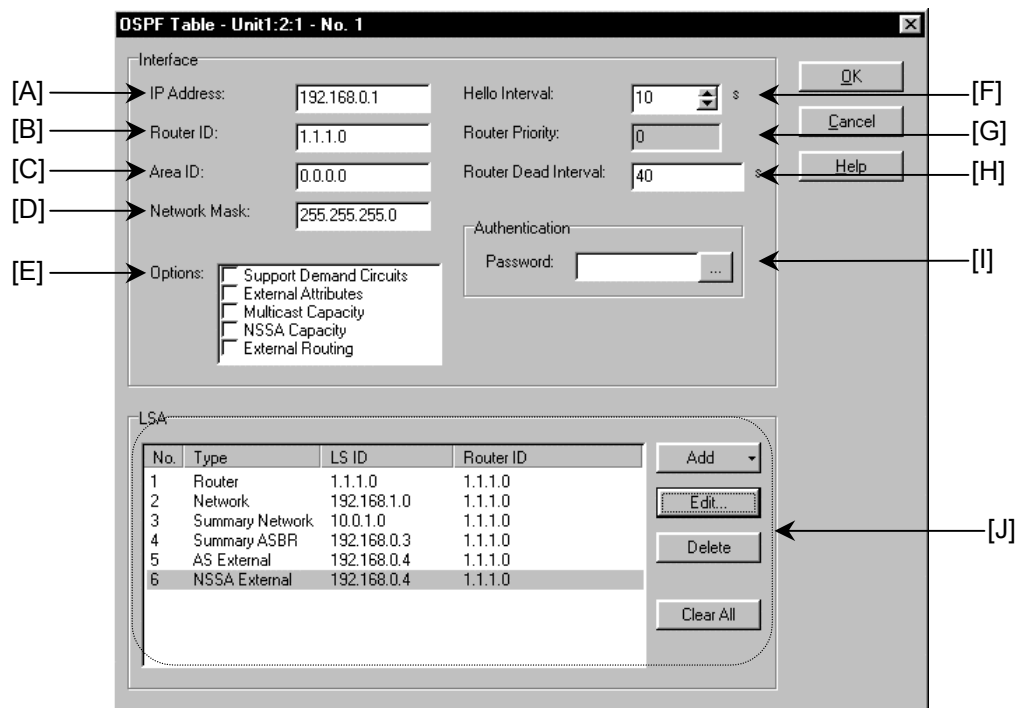 OSPF Table - Unit1:2:1 - No. 1
Interface
[A] IP Address: 192.168.0.1
[B] Router ID: 1.1.1.0
[C] Area ID: 0.0.0.0
[D] Network Mask: 255.255.255.0
[E] Options:
Support Demand Circuits
External Attributes
Multicast Capacity
NSSA Capacity
External Routing
Hello Interval: 10 s [F]
Router Priority: 0 [G]
Router Dead Interval: 40 s [H]
Authentication
Password: ... [I]
OK
Cancel
Help
LSA
No. Type LS ID Router ID
1 Router 1.1.1.0 1.1.1.0
2 Network 192.168.1.0 1.1.1.0
3 Summary Network 10.0.1.0 1.1.1.0
4 Summary ASBR 192.168.0.3 1.1.1.0
5 AS External 192.168.0.4 1.1.1.0
6 NSSA External 192.168.0.4 1.1.1.0
Add
Edit...
Delete
Clear All
[J]